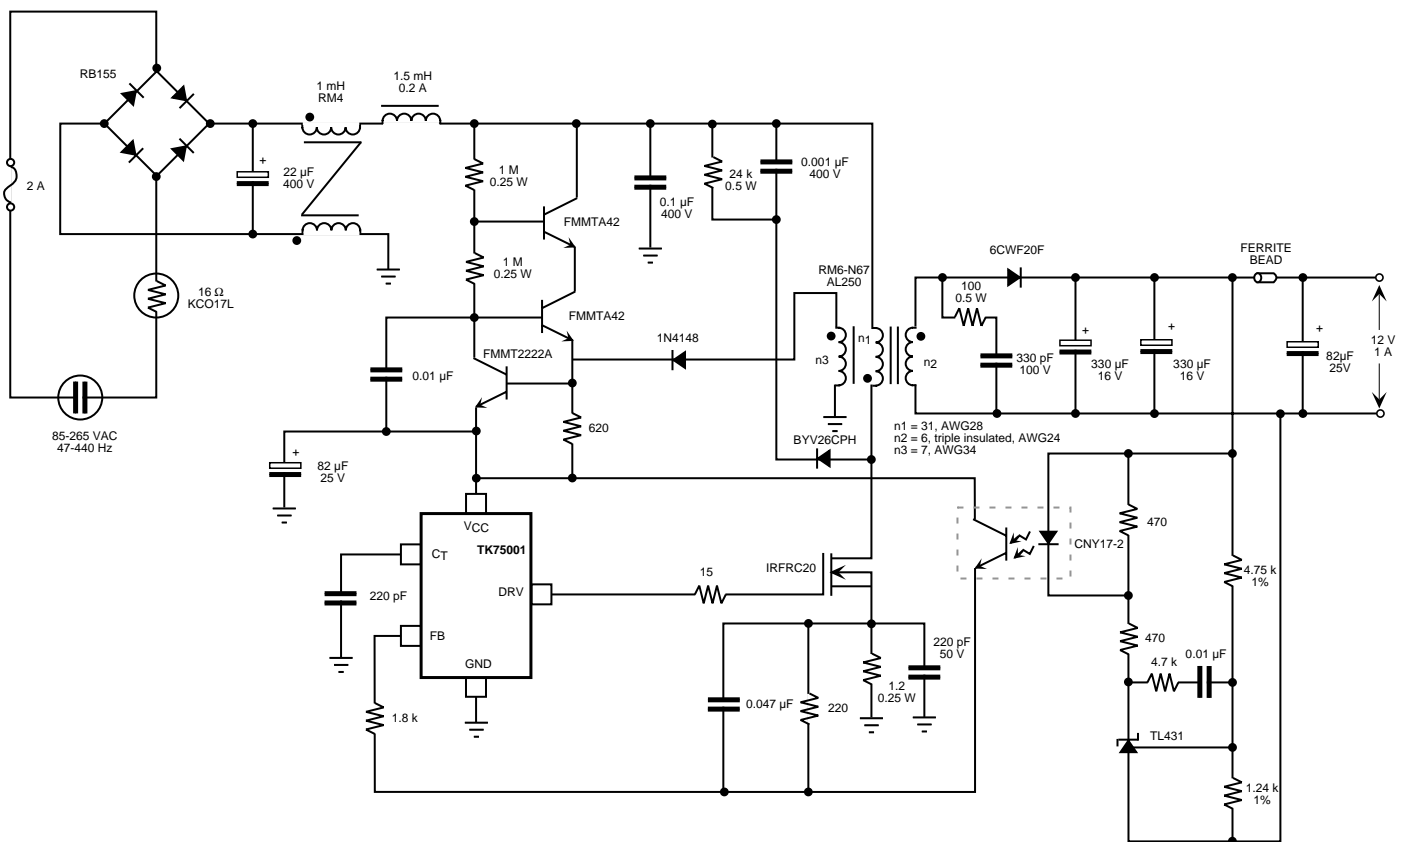 RB155
1 mH
RM4
1.5 mH
0.2 A
2 A
+
22 µF
400 V
1 M
0.25 W
FMMTA42
1 M
0.25 W
0.1 µF
400 V
24 k
0.5 W
0.001 µF
400 V
16 Ω
KCO17L
FMMTA42
FMMT2222A
1N4148
0.01 µF
620
85-265 VAC
47-440 Hz
+
82 µF
25 V
RM6-N67
AL250
n3
n1
n2
6CWF20F
FERRITE
BEAD
100
0.5 W
330 pF
100 V
+
330 µF
16 V
+
330 µF
16 V
+
82µF
25V
12 V
1 A
n1 = 31, AWG28
n2 = 6, triple insulated, AWG24
n3 = 7, AWG34
BYV26CPH
VCC
TK75001
CT
DRV
FB
GND
220 pF
1.8 k
15
IRFRC20
CNY17-2
470
4.75 k
1%
470
4.7 k
0.01 µF
TL431
1.24 k
1%
0.047 µF
220
1.2
0.25 W
220 pF
50 V